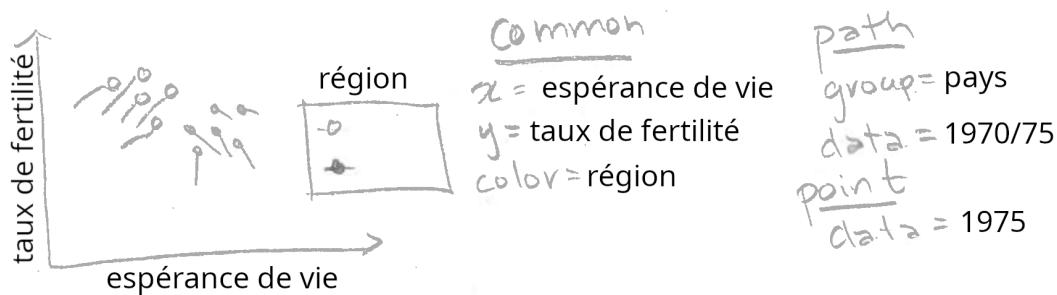 taux de fertilité
espérance de vie
région
Common
x = espérance de vie
y = taux de fertilité
color = région
path
group = pays
data = 1970/75
point
data = 1975